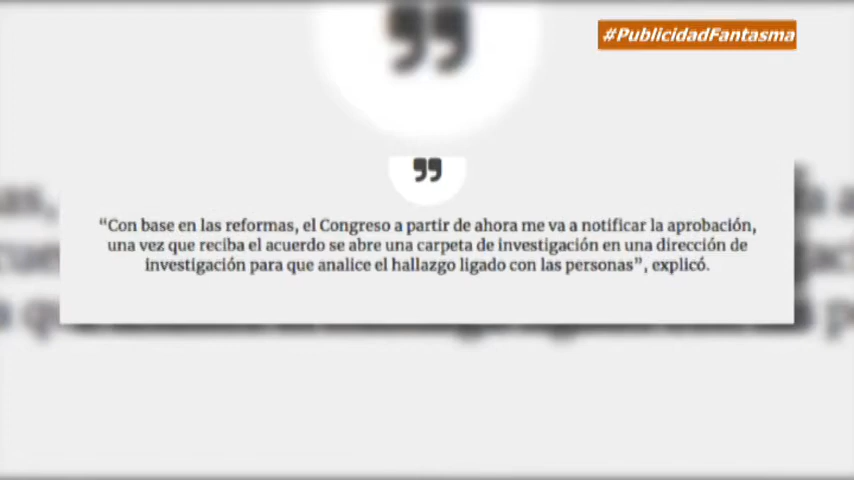 #PublicidadFantasma
”
”
“Con base en las reformas, el Congreso a partir de ahora me va a notificar la aprobación,
una vez que reciba el acuerdo se abre una carpeta de investigación en una dirección de
investigación para que analice el hallazgo ligado con las personas”, explicó.